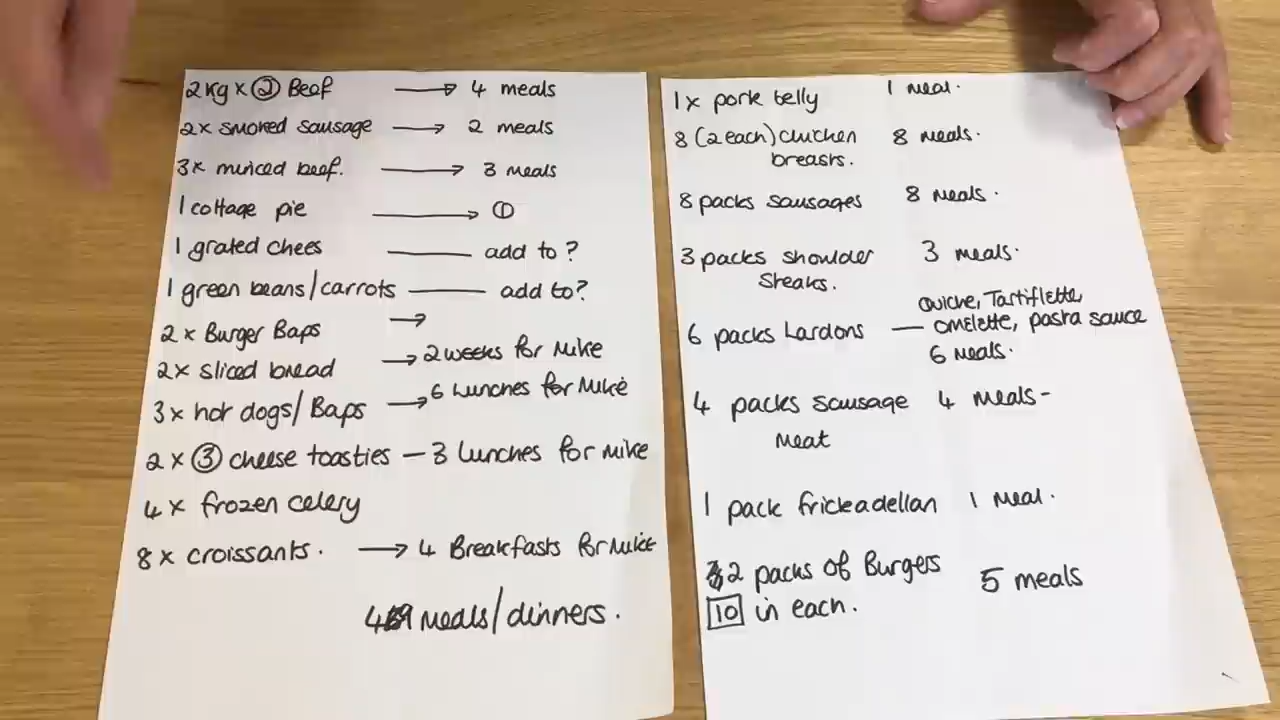 2kg x ② Beef → 4 meals
2x smoked sausage → 2 meals
3x minced beef. → 3 meals
1 cottage pie → ①
1 grated chees — add to?
1 green beans/carrots — add to?
2 x Burger Baps →
2x sliced bread → 2 weeks for Mike
3x hot dogs/Baps → 6 Lunches for Mike
2 x ③ cheese toasties – 3 Lunches for Mike
4x frozen celery
8 x croissants. → 4 Breakfasts for Mike
49 meals/dinners.
1x pork belly 1 meal.
8 (2 each) chicken 8 meals.
breasts.
8 packs sausages 8 meals.
3 packs shoulder 3 meals.
steaks.
Quiche, Tartiflette,
6 packs Lardons — omelette, pasta sauce
6 meals.
4 packs sausage 4 meals-
meat
1 pack frickadellan 1 meal.
2 packs of Burgers 5 meals
10 in each.